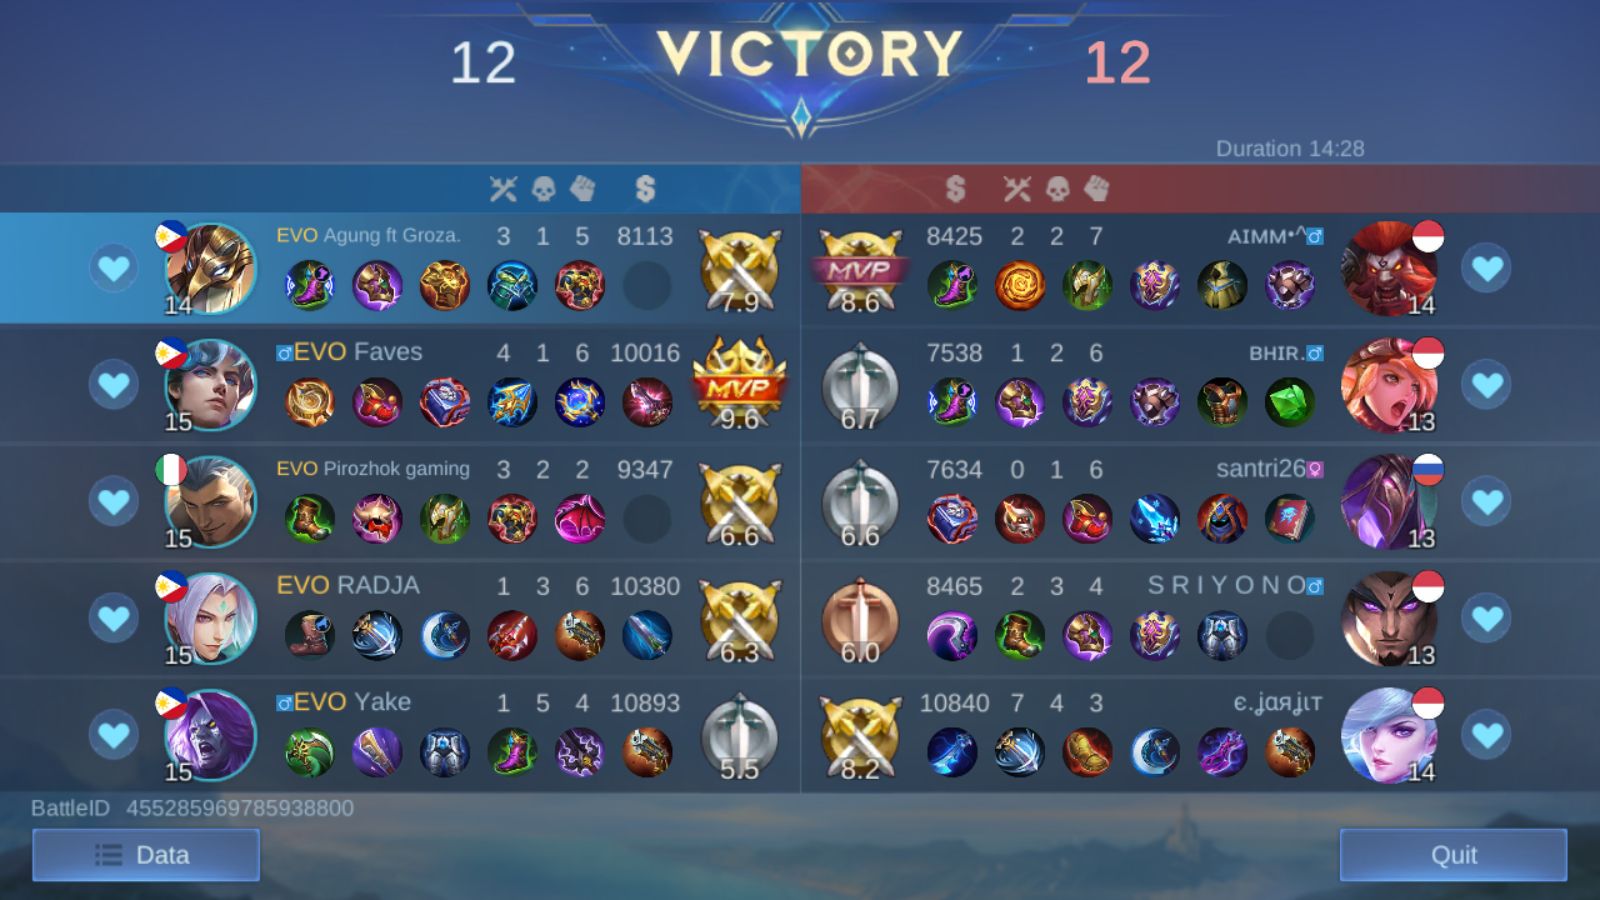 12 VICTORY 12
Duration 14:28
EVO Agung ft Groza. 3 1 5 8113
14 7.9
EVO Faves 4 1 6 10016
15 MVP 9.6
EVO Pirozhok gaming 3 2 2 9347
15 6.6
EVO RADJA 1 3 6 10380
15 6.3
EVO Yake 1 5 4 10893
15 5.5
8425 2 2 7 AIMM•^
MVP 8.6 14
7538 1 2 6 BHIR.
6.7 13
7634 0 1 6 santri26
6.6 13
8465 2 3 4 S R I Y O N O
6.0 13
10840 7 4 3
8.2 14
BattleID 455285969785938800
Data
Quit